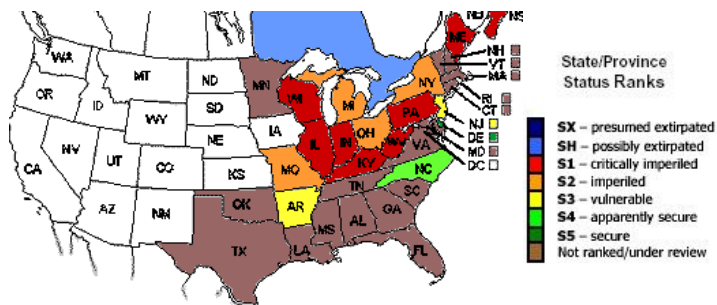 NB
NS
ME
WA
MT
ND
MN
NH
VT
MA
OR
ID
SD
WI
MI
NY
RI
CT
WY
NE
IA
PA
NJ
DE
MD
DC
NV
UT
CO
KS
MO
IL
IN
OH
WV
VA
KY
CA
AZ
NM
OK
AR
TN
NC
SC
TX
LA
MS
AL
GA
FL
State/Province
Status Ranks
SX – presumed extirpated
SH – possibly extirpated
S1 – critically imperiled
S2 – imperiled
S3 – vulnerable
S4 – apparently secure
S5 – secure
Not ranked/under review